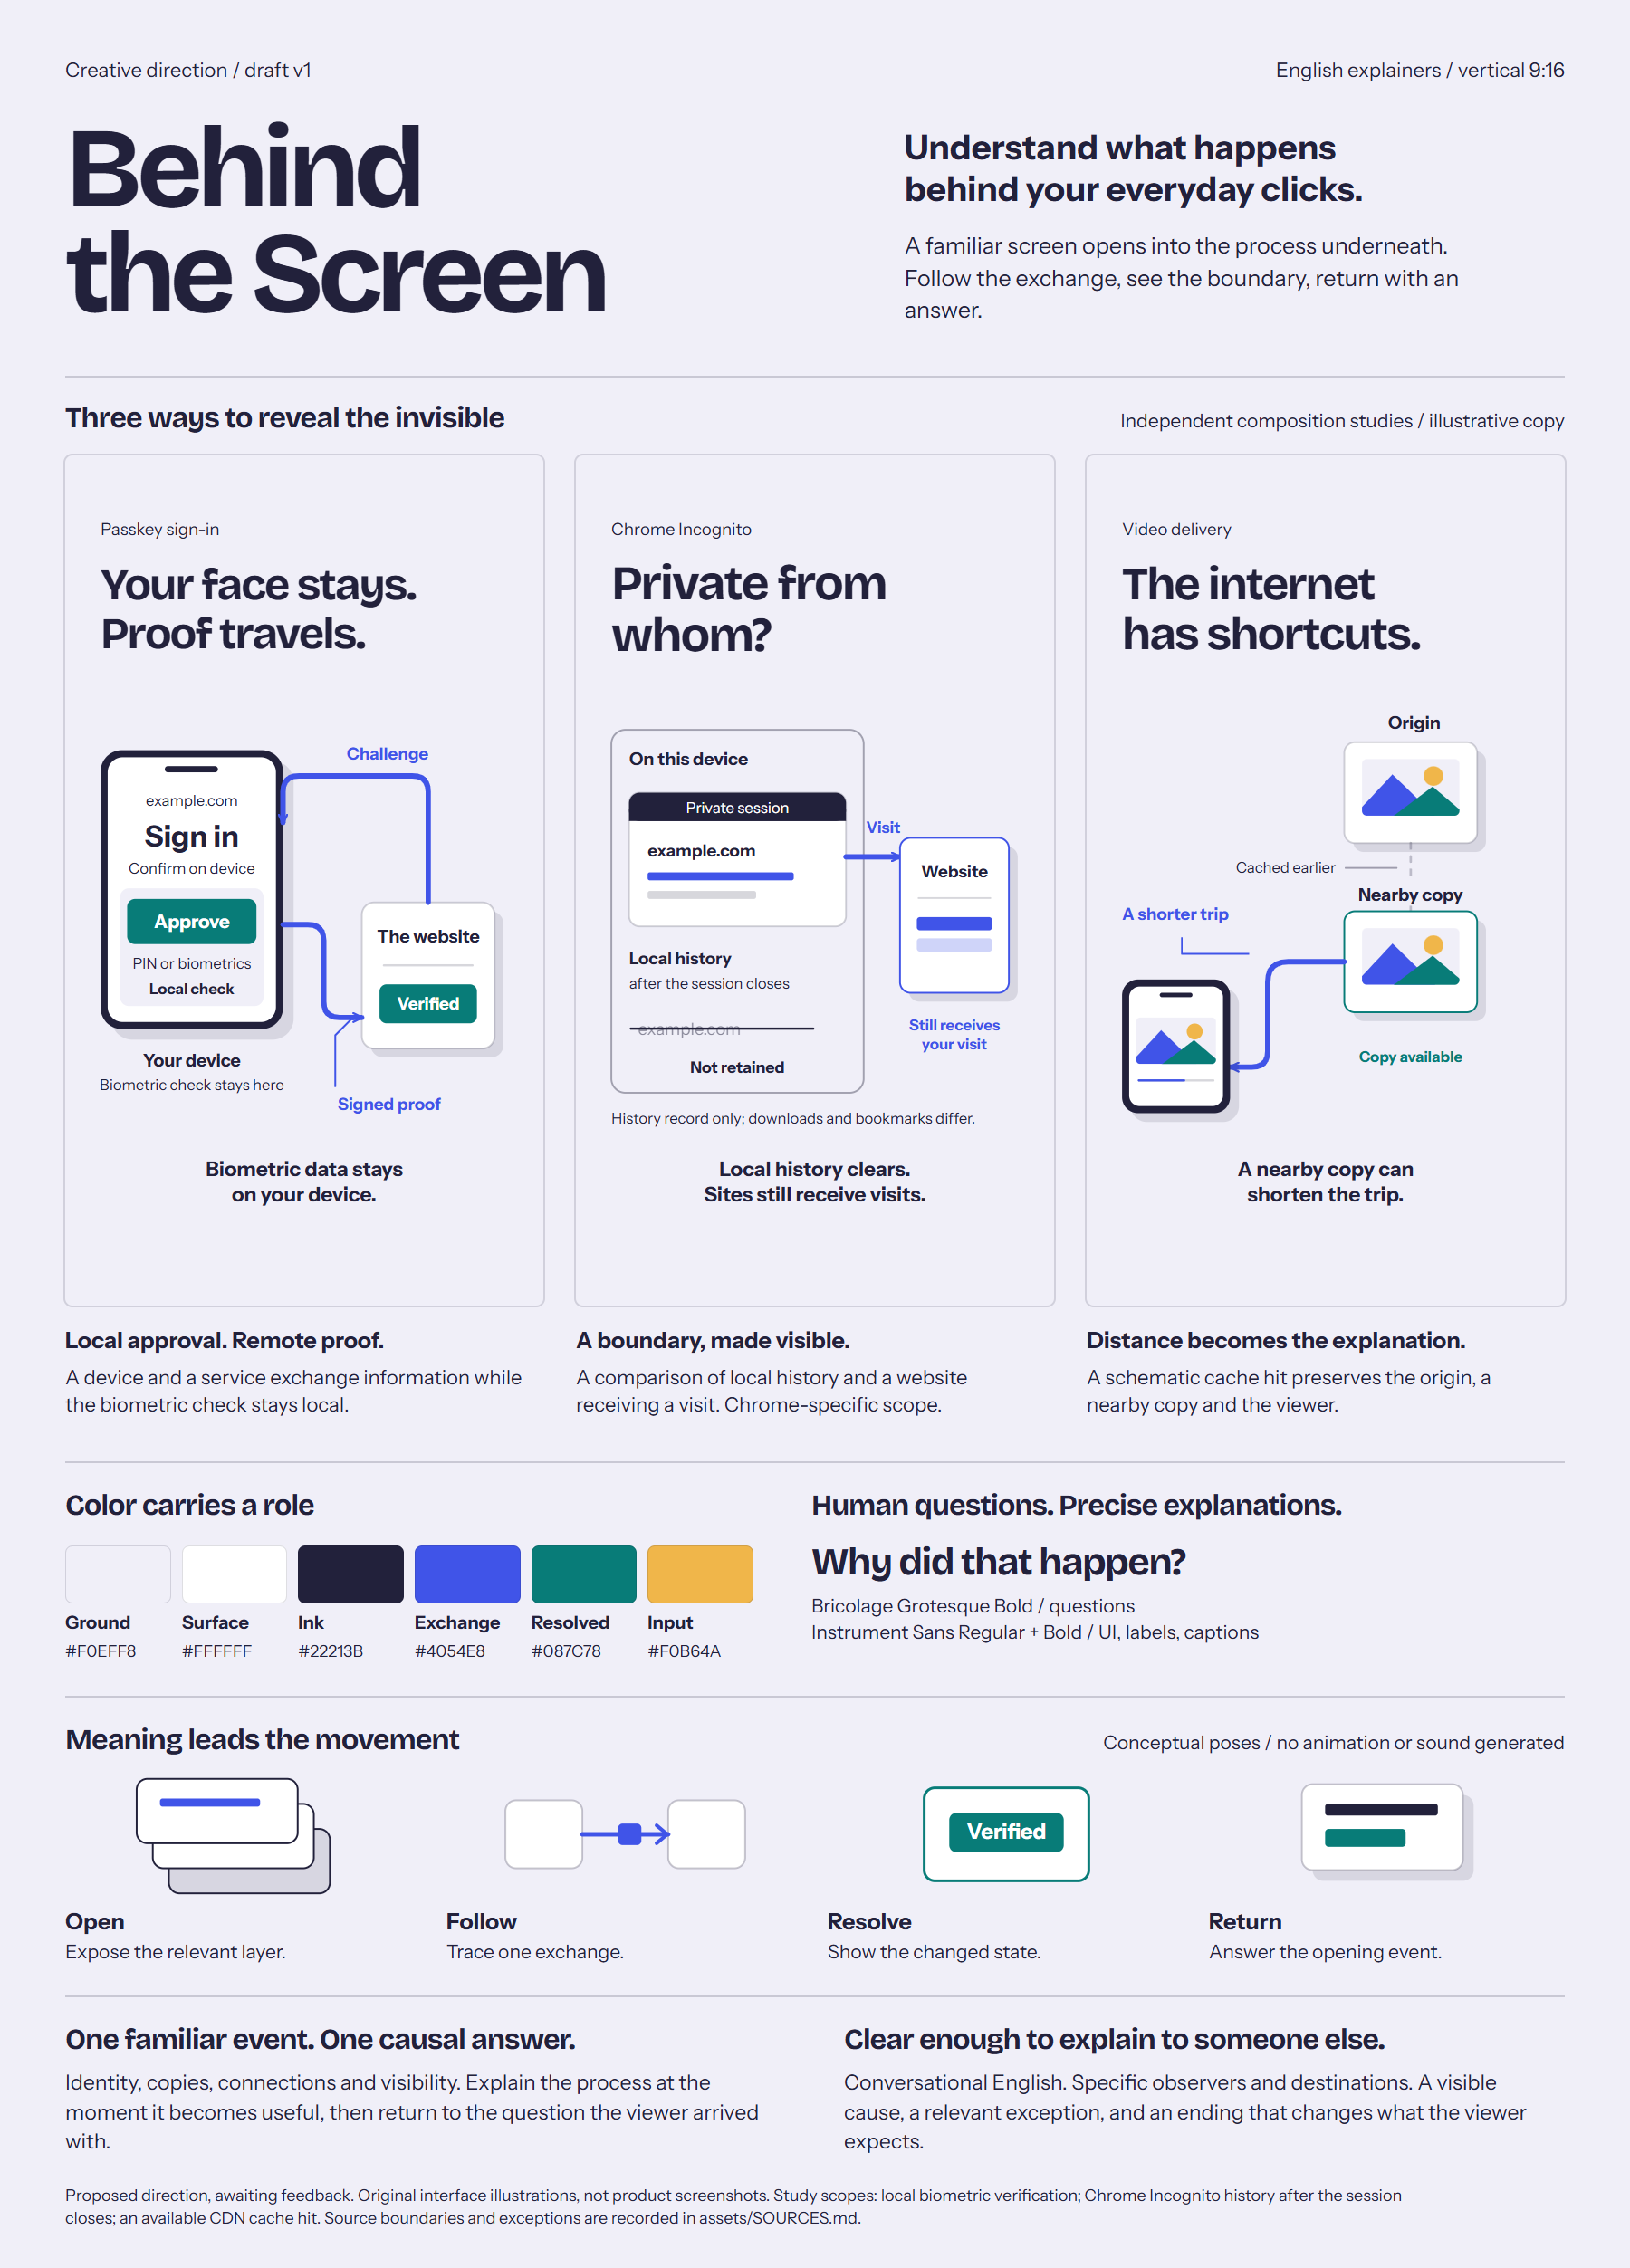 Creative direction / draft v1
English explainers / vertical 9:16
Behind
the Screen
Understand what happens
behind your everyday clicks.
A familiar screen opens into the process underneath.
Follow the exchange, see the boundary, return with an
answer.
Three ways to reveal the invisible
Independent composition studies / illustrative copy
Passkey sign-in
Your face stays.
Proof travels.
Challenge
example.com
Sign in
Confirm on device
Approve
PIN or biometrics
Local check
The website
Verified
Your device
Biometric check stays here
Signed proof
Biometric data stays
on your device.
Chrome Incognito
Private from
whom?
On this device
Private session
example.com
Visit
Website
Local history
after the session closes
example.com
Not retained
Still receives
your visit
History record only; downloads and bookmarks differ.
Local history clears.
Sites still receive visits.
Video delivery
The internet
has shortcuts.
Origin
Cached earlier
Nearby copy
A shorter trip
Copy available
A nearby copy can
shorten the trip.
Local approval. Remote proof.
A device and a service exchange information while
the biometric check stays local.
A boundary, made visible.
A comparison of local history and a website
receiving a visit. Chrome-specific scope.
Distance becomes the explanation.
A schematic cache hit preserves the origin, a
nearby copy and the viewer.
Color carries a role
Ground
#F0EFF8
Surface
#FFFFFF
Ink
#22213B
Exchange
#4054E8
Resolved
#087C78
Input
#F0B64A
Human questions. Precise explanations.
Why did that happen?
Bricolage Grotesque Bold / questions
Instrument Sans Regular + Bold / UI, labels, captions
Meaning leads the movement
Conceptual poses / no animation or sound generated
Open
Expose the relevant layer.
Follow
Trace one exchange.
Verified
Resolve
Show the changed state.
Return
Answer the opening event.
One familiar event. One causal answer.
Identity, copies, connections and visibility. Explain the process at the
moment it becomes useful, then return to the question the viewer arrived
with.
Clear enough to explain to someone else.
Conversational English. Specific observers and destinations. A visible
cause, a relevant exception, and an ending that changes what the viewer
expects.
Proposed direction, awaiting feedback. Original interface illustrations, not product screenshots. Study scopes: local biometric verification; Chrome Incognito history after the session
closes; an available CDN cache hit. Source boundaries and exceptions are recorded in assets/SOURCES.md.